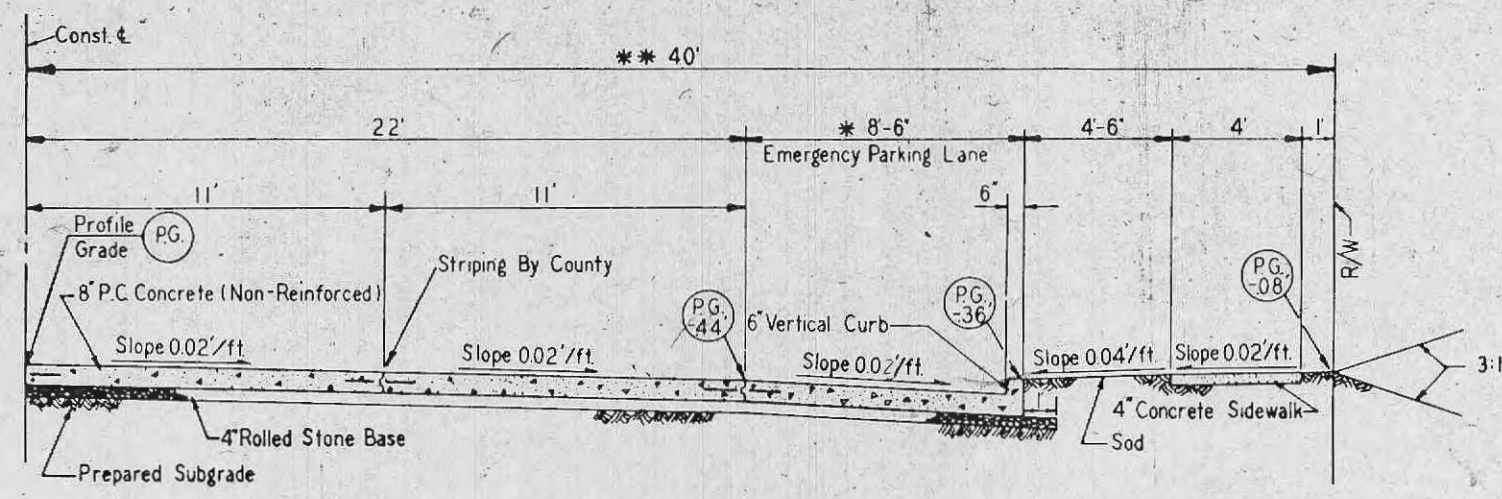 Const. ℄
** 40'
22'
* 8'-6"
4'-6"
4'
1'
Emergency Parking Lane
11'
11'
6"
Profile
Grade
P.G.
Striping By County
8" P.C. Concrete (Non-Reinforced)
P.G.
-.44
6" Vertical Curb
P.G.
-.36
P.G.
-.08
R/W
Slope 0.02'/ft.
Slope 0.02'/ft.
Slope 0.02'/ft.
Slope 0.04'/ft.
Slope 0.02'/ft.
3:1
4" Rolled Stone Base
4" Concrete Sidewalk
Sod
Prepared Subgrade